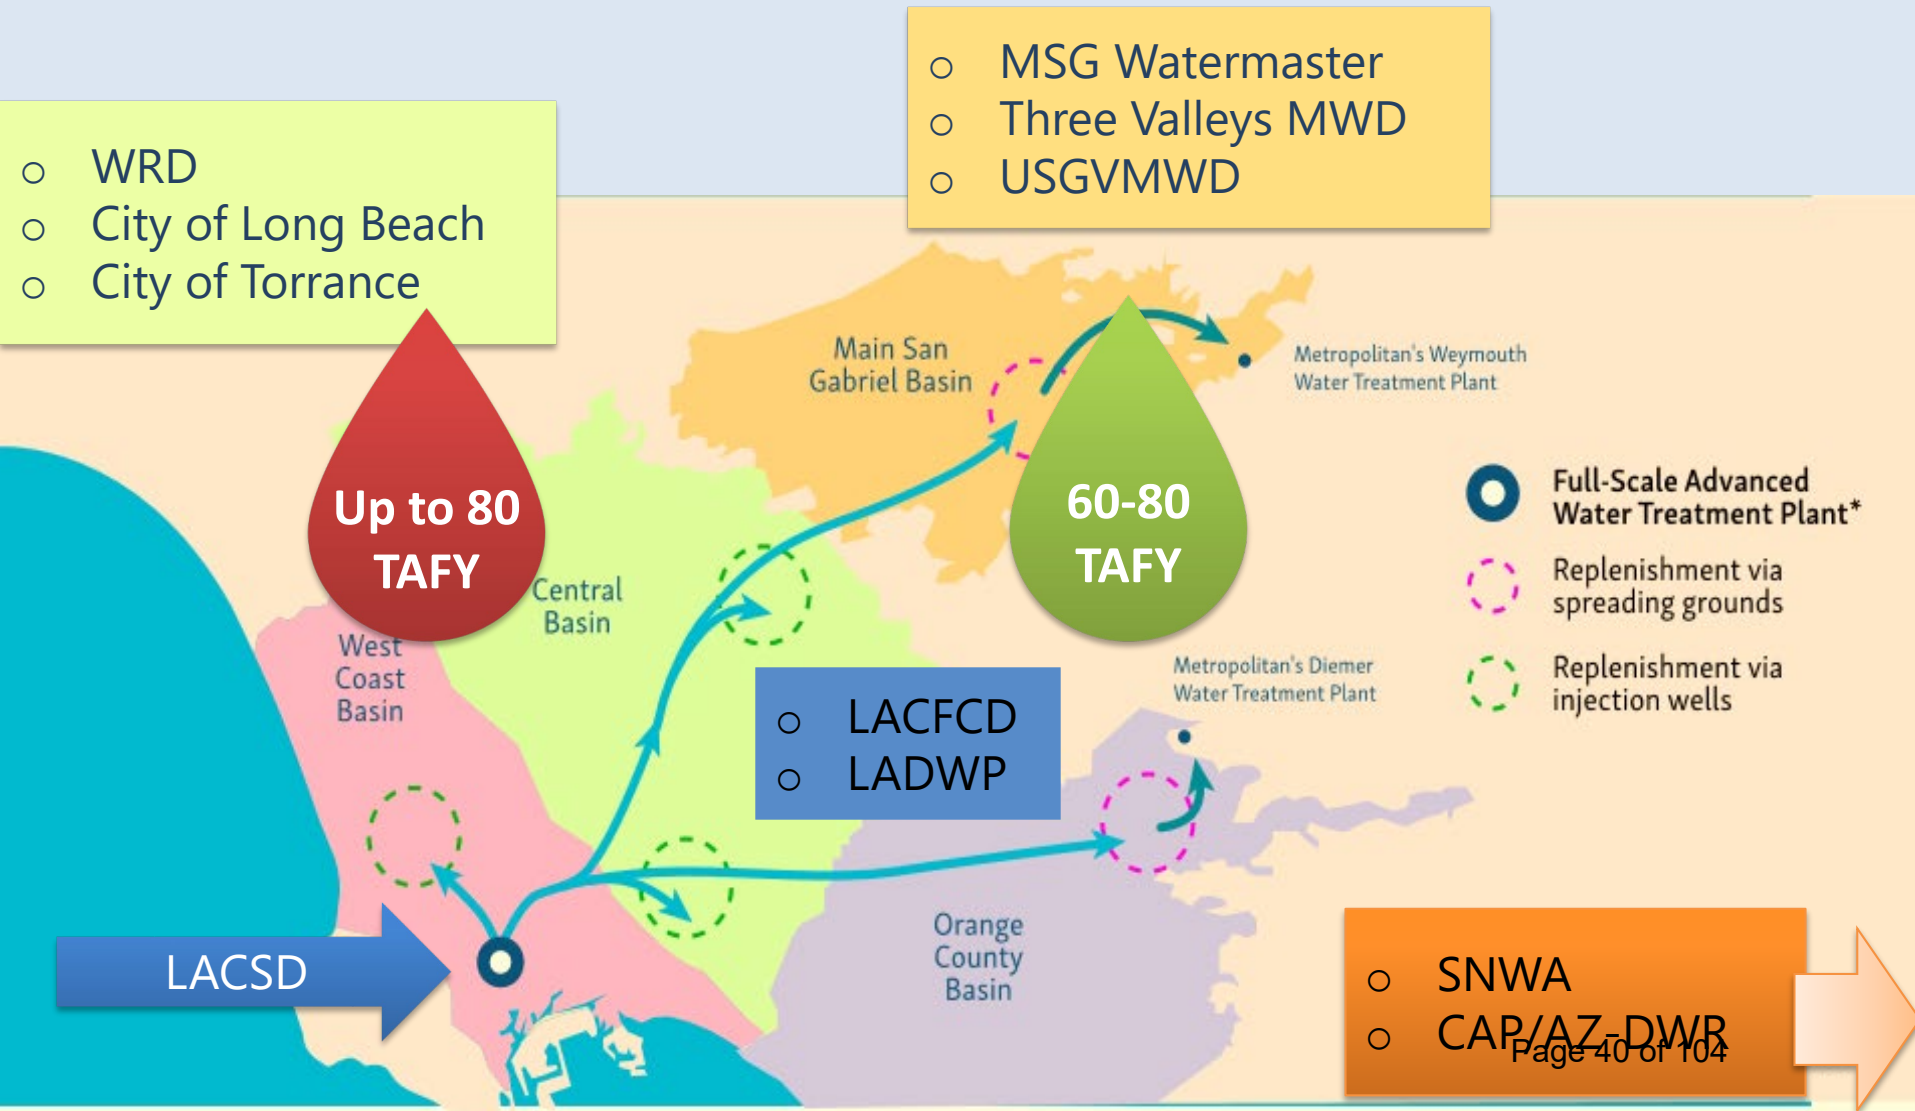 MSG Watermaster
Three Valleys MWD
USGVMWD
WRD
City of Long Beach
City of Torrance
Main San
Gabriel Basin
Metropolitan's Weymouth
Water Treatment Plant
Up to 80
TAFY
60-80
TAFY
Full-Scale Advanced
Water Treatment Plant*
Replenishment via
spreading grounds
Replenishment via
injection wells
Central
Basin
West
Coast
Basin
Metropolitan's Diemer
Water Treatment Plant
LACFCD
LADWP
Orange
County
Basin
LACSD
SNWA
CAP/AZ-DWR
Page 40 of 104